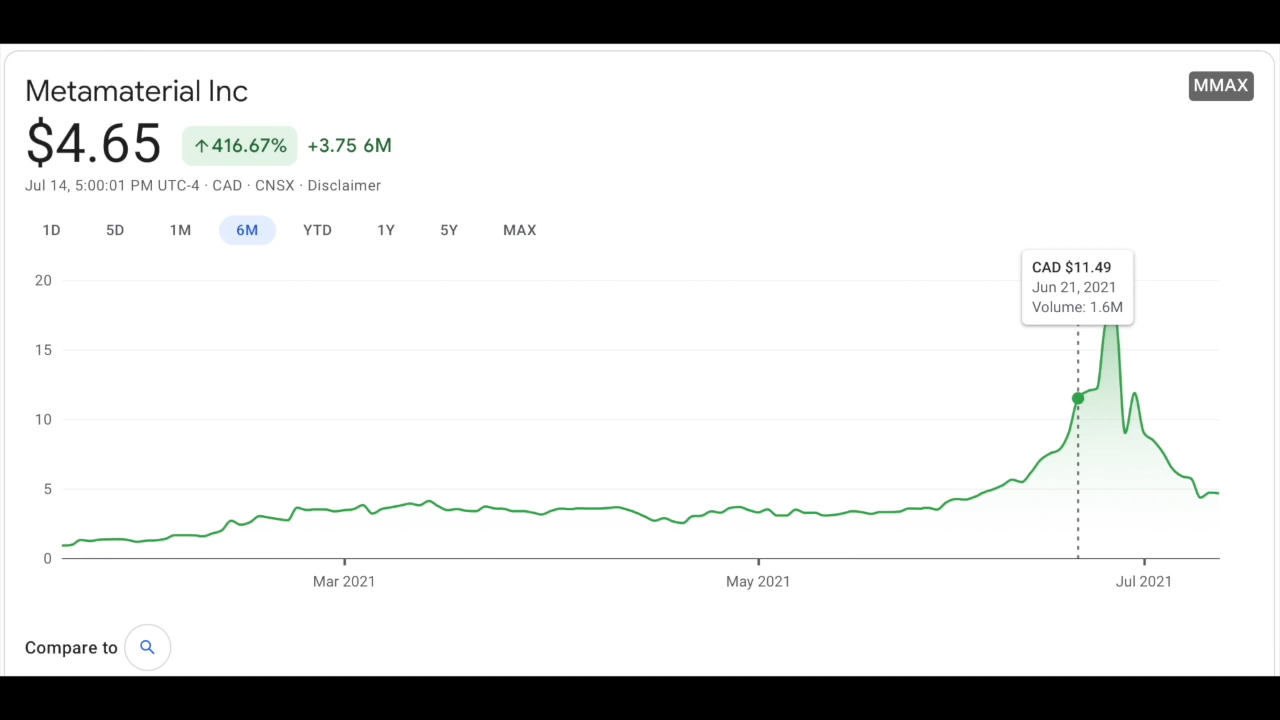 Metamaterial Inc
MMAX
$4.65 ↑416.67% +3.75 6M
Jul 14, 5:00:01 PM UTC-4 · CAD · CNSX · Disclaimer
1D 5D 1M 6M YTD 1Y 5Y MAX
CAD $11.49
Jun 21, 2021
Volume: 1.6M
20
15
10
5
0
Mar 2021 May 2021 Jul 2021
Compare to